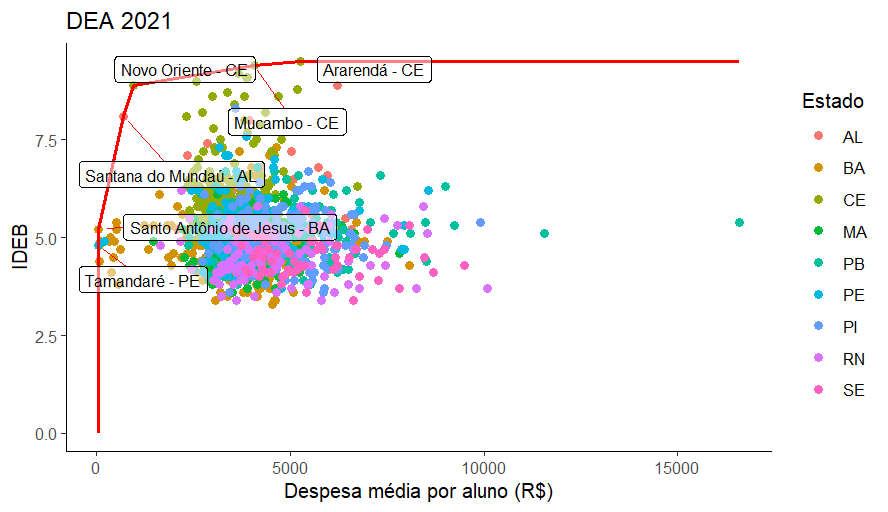 DEA 2021
Novo Oriente - CE
Ararendá - CE
Mucambo - CE
Santana do Mundaú - AL
Santo Antônio de Jesus - BA
Tamandaré - PE
IDEB
7.5
5.0
2.5
0.0
0
5000
10000
15000
Despesa média por aluno (R$)
Estado
AL
BA
CE
MA
PB
PE
PI
RN
SE